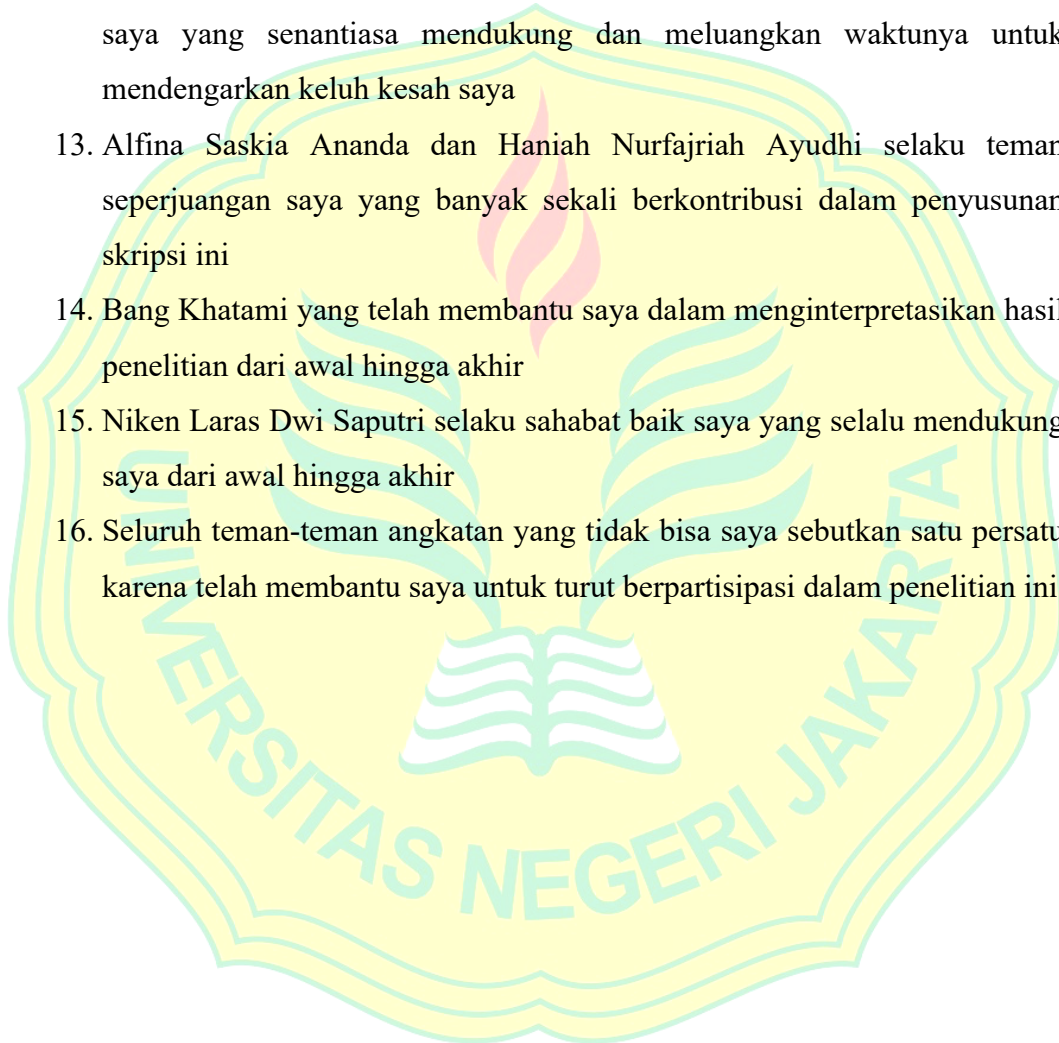 saya yang senantiasa mendukung dan meluangkan waktunya untuk
mendengarkan keluh kesah saya
13. Alfina Saskia Ananda dan Haniah Nurfajriah Ayudhi selaku teman
seperjuangan saya yang banyak sekali berkontribusi dalam penyusunan
skripsi ini
14. Bang Khatami yang telah membantu saya dalam menginterpretasikan hasil
penelitian dari awal hingga akhir
15. Niken Laras Dwi Saputri selaku sahabat baik saya yang selalu mendukung
saya dari awal hingga akhir
16. Seluruh teman-teman angkatan yang tidak bisa saya sebutkan satu persatu
karena telah membantu saya untuk turut berpartisipasi dalam penelitian ini
UNIVERSITAS NEGERI JAKARTA